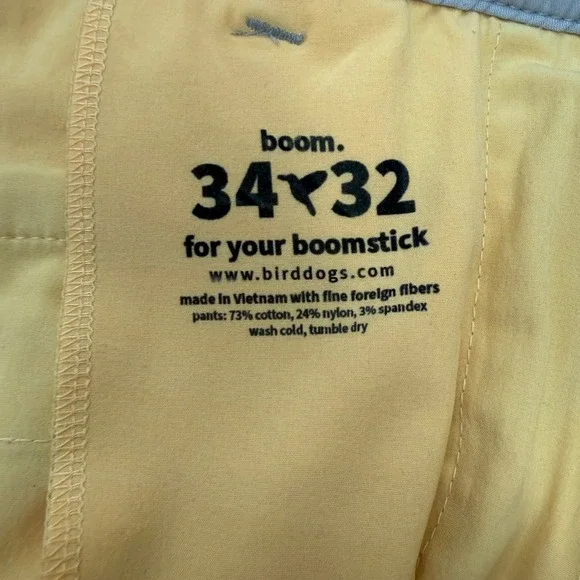 boom.
34 32
for your boomstick
www.birddogs.com
made in Vietnam with fine foreign fibers
pants: 73% cotton, 24% nylon, 3% spandex
wash cold, tumble dry